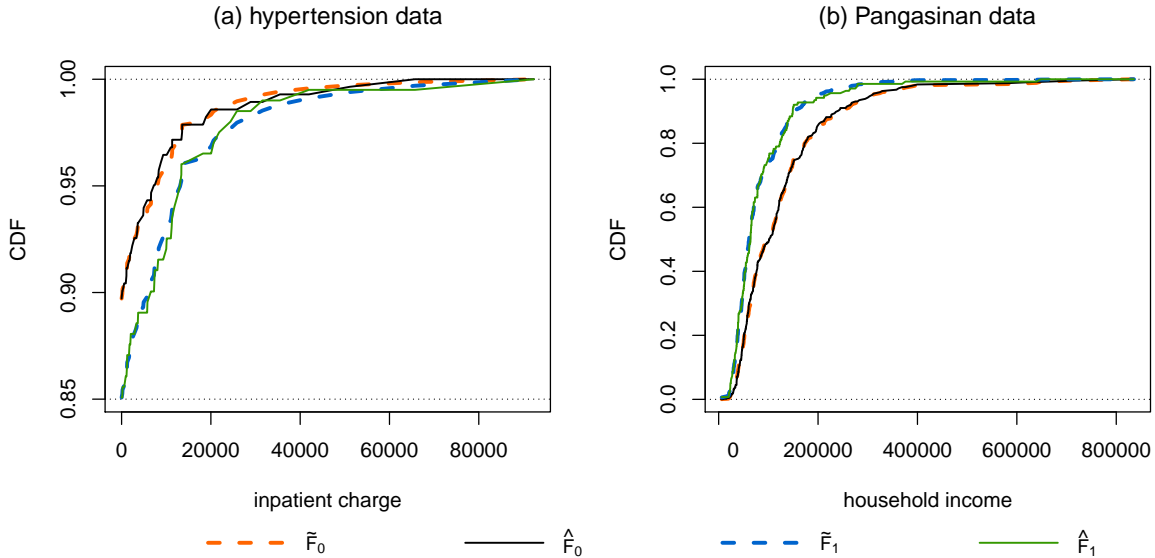 (a) hypertension data
(b) Pangasinan data
CDF
1.00
0.95
0.90
0.85
0
20000
40000
60000
80000
inpatient charge
CDF
1.0
0.8
0.6
0.4
0.2
0.0
0
200000
400000
600000
800000
household income
F̃₀
F̂₀
F̃₁
F̂₁